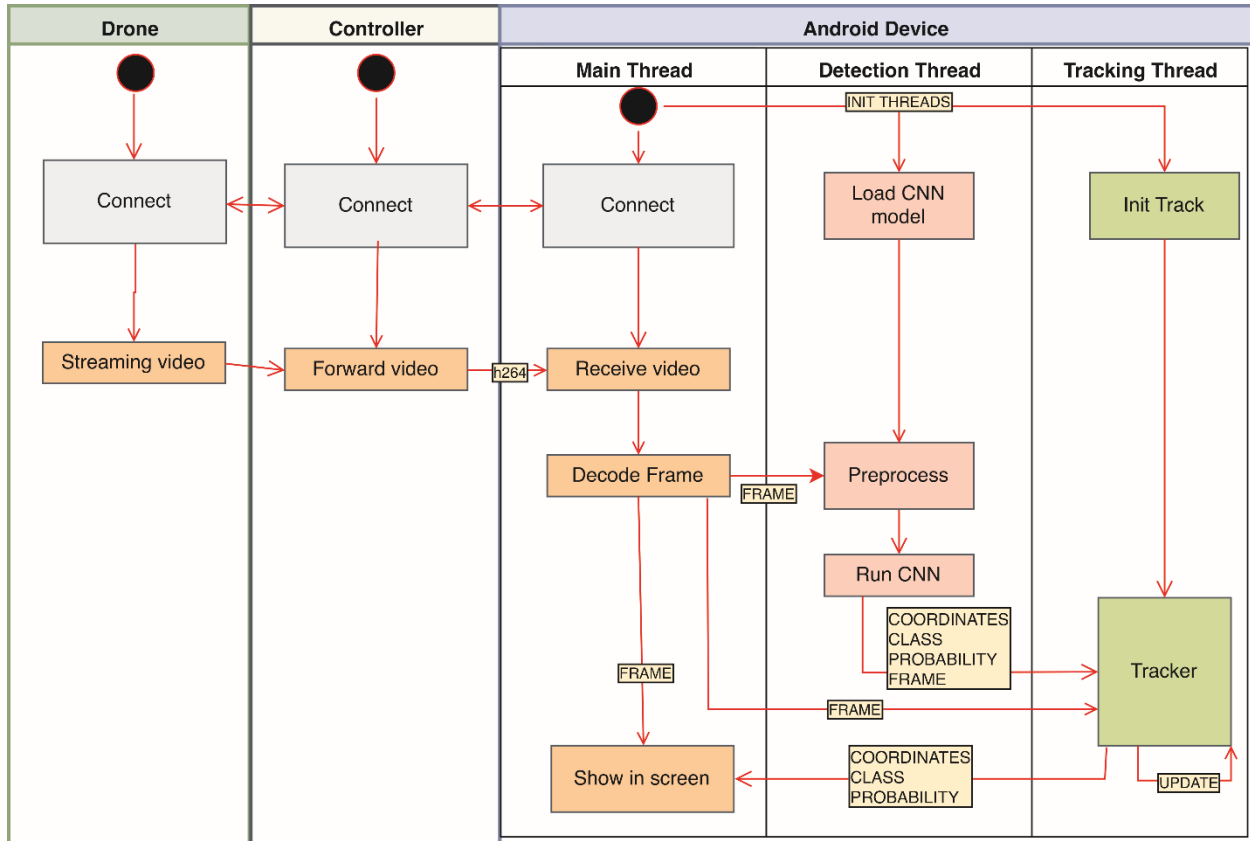 Drone
Controller
Android Device
Main Thread
Detection Thread
Tracking Thread
INIT THREADS
Connect
Connect
Connect
Load CNN
model
Init Track
Streaming video
Forward video
h264
Receive video
Decode Frame
FRAME
Preprocess
Run CNN
COORDINATES
CLASS
PROBABILITY
FRAME
Tracker
FRAME
FRAME
Show in screen
COORDINATES
CLASS
PROBABILITY
UPDATE